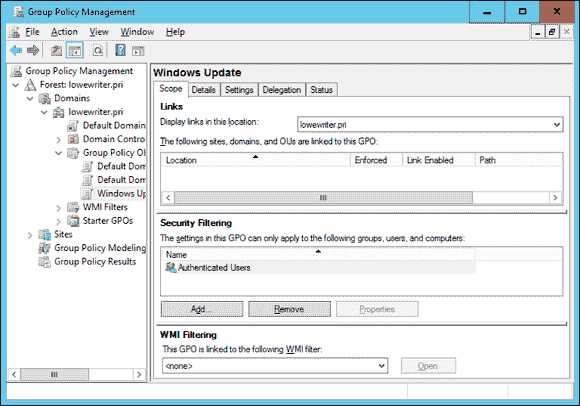 Group Policy Management
File Action View Window Help
Group Policy Management
Forest: lowewriter.pri
Domains
lowewriter.pri
Default Domain
Domain Contro
Group Policy Ob
Default Dom
Default Dom
Windows Up
WMI Filters
Starter GPOs
Sites
Group Policy Modeling
Group Policy Results
Windows Update
Scope Details Settings Delegation Status
Links
Display links in this location: lowewriter.pri
The following sites, domains, and OUs are linked to this GPO:
Location Enforced Link Enabled Path
Security Filtering
The settings in this GPO can only apply to the following groups, users, and computers:
Name
Authenticated Users
Add... Remove Properties
WMI Filtering
This GPO is linked to the following WMI filter:
<none> Open